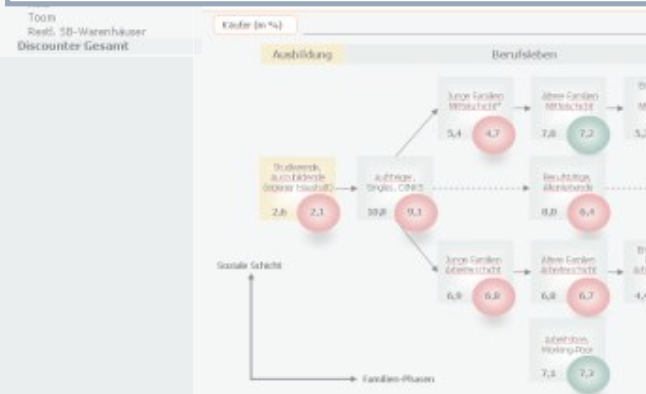 Toom
Restl. SB-Warenhäuser
Discounter Gesamt
Käufer (in %)
Ausbildung
Berufsleben
Junge Familien
Mittelschicht*
5,4
4,7
Ältere Familien
Mittelschicht
7,8
7,2
5,
Studierende,
Auszubildende
(eigener Haushalt)
2,6
2,1
Aufsteiger,
Singles, DINKS
10,8
9,1
Berufstätige,
Alleinlebende
8,0
6,4
Soziale Schicht
Junge Familien
Arbeiterschicht
6,9
6,8
Ältere Familien
Arbeiterschicht
6,8
6,7
4,
Arbeitslose,
Working-Poor
7,1
7,3
Familien-Phasen